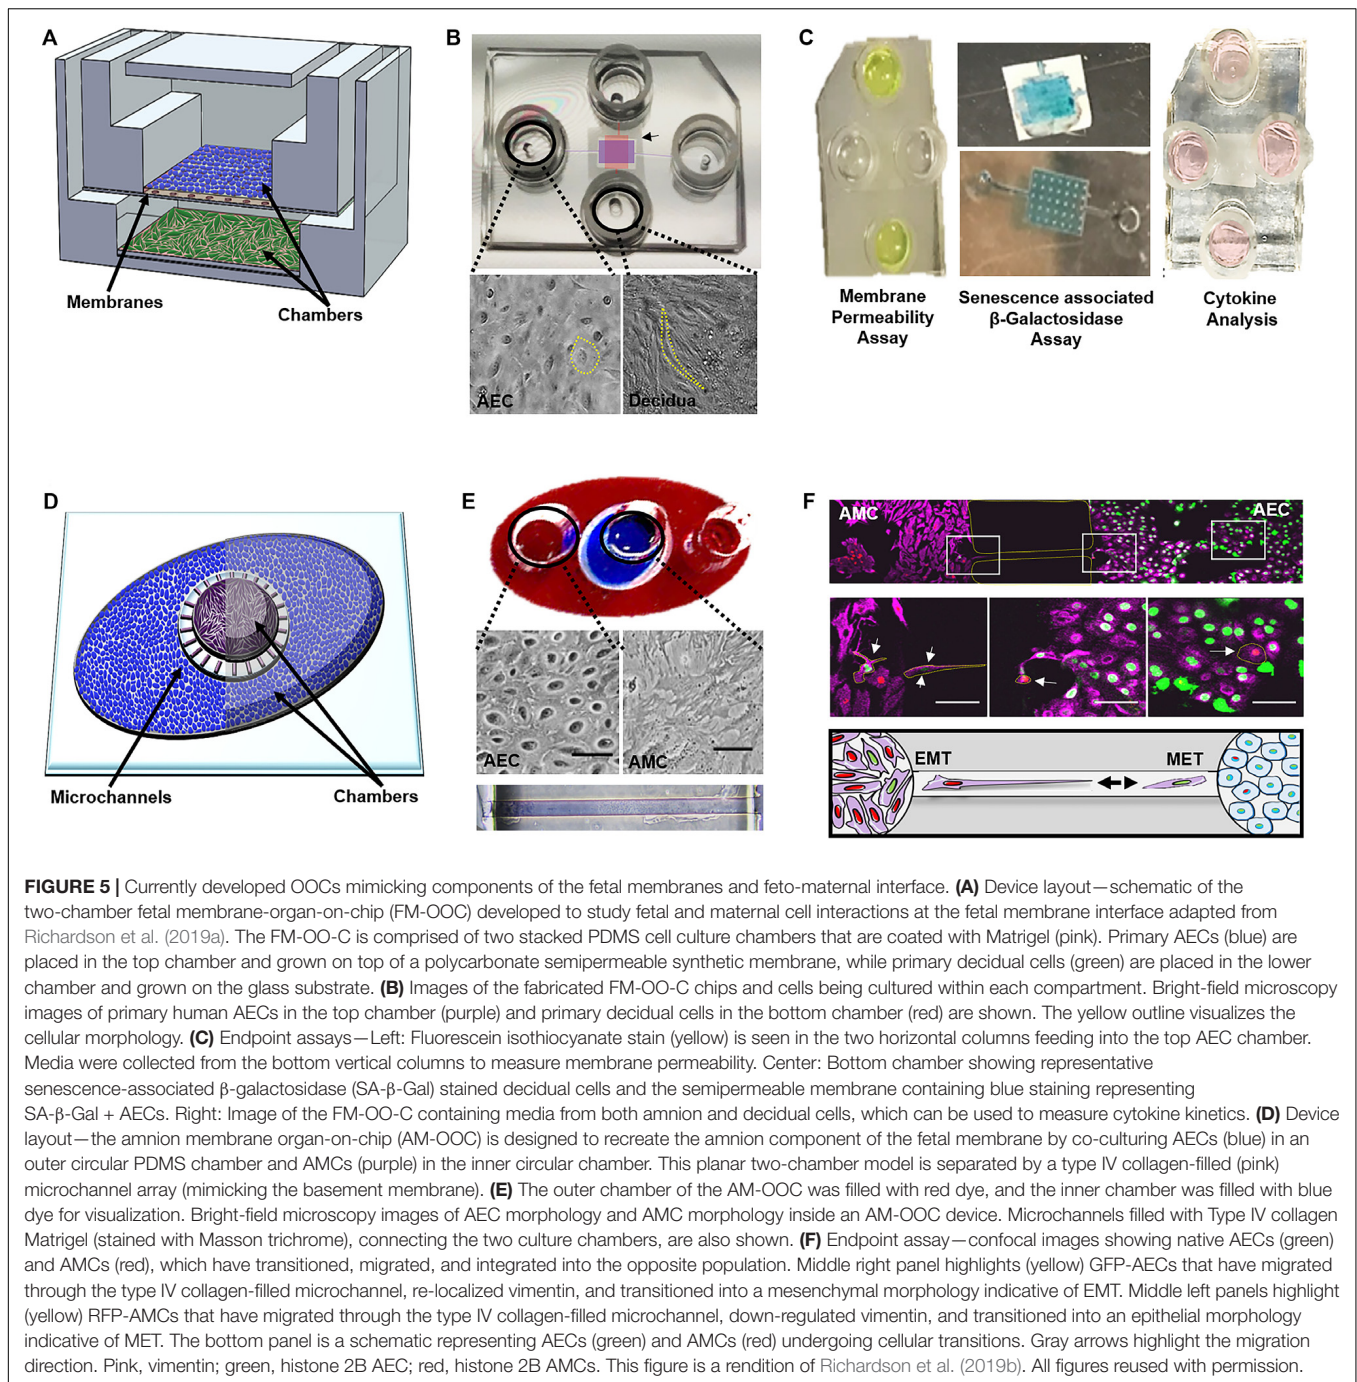 A
B
C
Membranes
Chambers
AEC
Decidua
Membrane
Permeability
Assay
Senescence associated
β-Galactosidase
Assay
Cytokine
Analysis
D
E
F
Microchannels
Chambers
AEC
AMC
AMC
AEC
EMT
MET
FIGURE 5 | Currently developed OOCs mimicking components of the fetal membranes and feto-maternal interface. (A) Device layout—schematic of the
two-chamber fetal membrane-organ-on-chip (FM-OOC) developed to study fetal and maternal cell interactions at the fetal membrane interface adapted from
Richardson et al. (2019a). The FM-OO-C is comprised of two stacked PDMS cell culture chambers that are coated with Matrigel (pink). Primary AECs (blue) are
placed in the top chamber and grown on top of a polycarbonate semipermeable synthetic membrane, while primary decidual cells (green) are placed in the lower
chamber and grown on the glass substrate. (B) Images of the fabricated FM-OO-C chips and cells being cultured within each compartment. Bright-field microscopy
images of primary human AECs in the top chamber (purple) and primary decidual cells in the bottom chamber (red) are shown. The yellow outline visualizes the
cellular morphology. (C) Endpoint assays—Left: Fluorescein isothiocyanate stain (yellow) is seen in the two horizontal columns feeding into the top AEC chamber.
Media were collected from the bottom vertical columns to measure membrane permeability. Center: Bottom chamber showing representative
senescence-associated β-galactosidase (SA-β-Gal) stained decidual cells and the semipermeable membrane containing blue staining representing
SA-β-Gal + AECs. Right: Image of the FM-OO-C containing media from both amnion and decidual cells, which can be used to measure cytokine kinetics. (D) Device
layout—the amnion membrane organ-on-chip (AM-OOC) is designed to recreate the amnion component of the fetal membrane by co-culturing AECs (blue) in an
outer circular PDMS chamber and AMCs (purple) in the inner circular chamber. This planar two-chamber model is separated by a type IV collagen-filled (pink)
microchannel array (mimicking the basement membrane). (E) The outer chamber of the AM-OOC was filled with red dye, and the inner chamber was filled with blue
dye for visualization. Bright-field microscopy images of AEC morphology and AMC morphology inside an AM-OOC device. Microchannels filled with Type IV collagen
Matrigel (stained with Masson trichrome), connecting the two culture chambers, are also shown. (F) Endpoint assay—confocal images showing native AECs (green)
and AMCs (red), which have transitioned, migrated, and integrated into the opposite population. Middle right panel highlights (yellow) GFP-AECs that have migrated
through the type IV collagen-filled microchannel, re-localized vimentin, and transitioned into a mesenchymal morphology indicative of EMT. Middle left panels highlight
(yellow) RFP-AMCs that have migrated through the type IV collagen-filled microchannel, down-regulated vimentin, and transitioned into an epithelial morphology
indicative of MET. The bottom panel is a schematic representing AECs (green) and AMCs (red) undergoing cellular transitions. Gray arrows highlight the migration
direction. Pink, vimentin; green, histone 2B AEC; red, histone 2B AMCs. This figure is a rendition of Richardson et al. (2019b). All figures reused with permission.